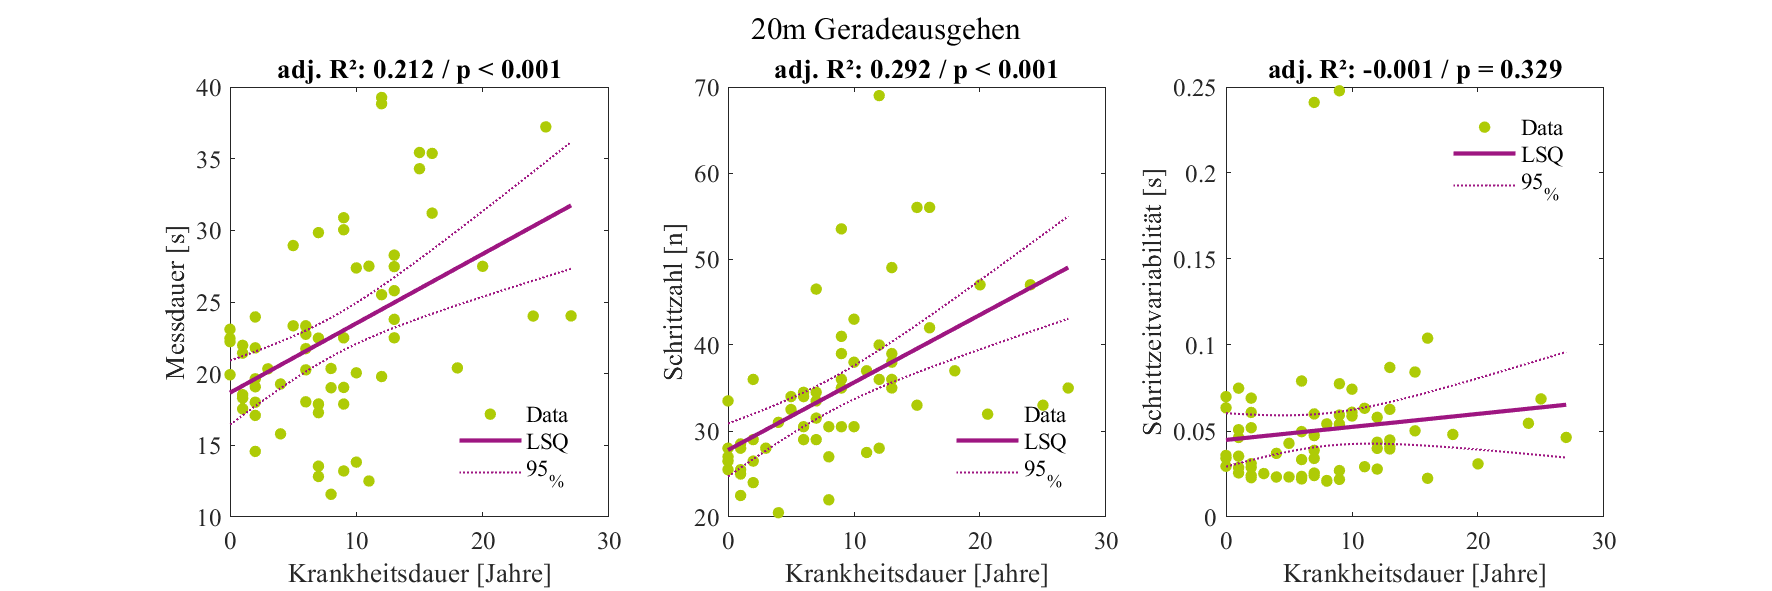 20m Geradeausgehen
adj. R²: 0.212 / p < 0.001
40
35
30
25
20
15
10
Messdauer [s]
Data
LSQ
95%
0
10
20
30
Krankheitsdauer [Jahre]
adj. R²: 0.292 / p < 0.001
70
60
50
40
30
20
Schrittzahl [n]
Data
LSQ
95%
0
10
20
30
Krankheitsdauer [Jahre]
adj. R²: -0.001 / p = 0.329
0.25
0.2
0.15
0.1
0.05
0
Schrittzeitvariabilität [s]
Data
LSQ
95%
0
10
20
30
Krankheitsdauer [Jahre]